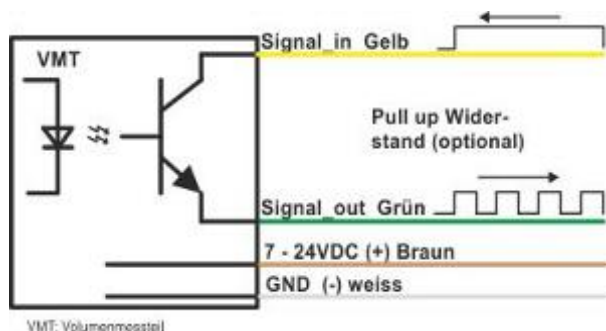 Signal_in Gelb
VMT
Pull up Wider-
stand (optional)
Signal_out Grün
7 - 24VDC (+) Braun
GND (-) weiss
VMT: Volumenmessteil